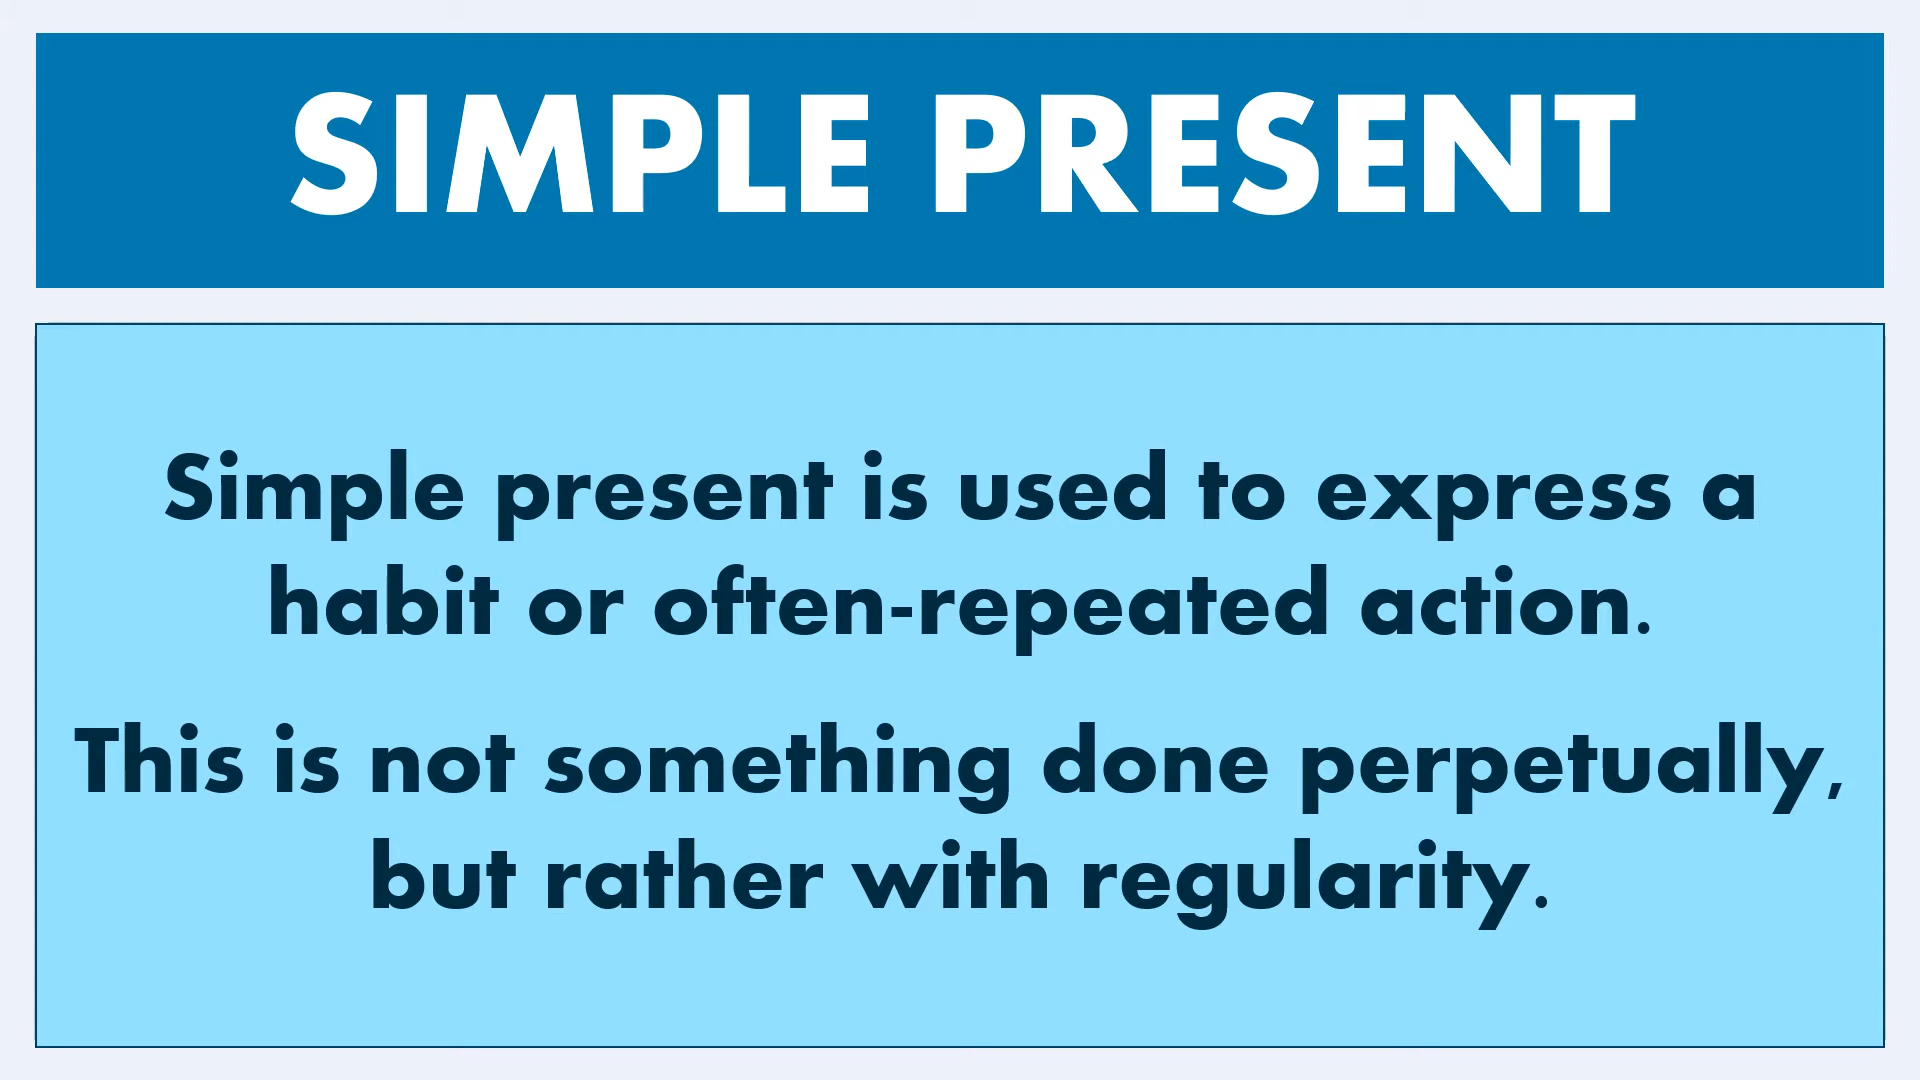 SIMPLE PRESENT
Simple present is used to express a
habit or often-repeated action.
This is not something done perpetually,
but rather with regularity.